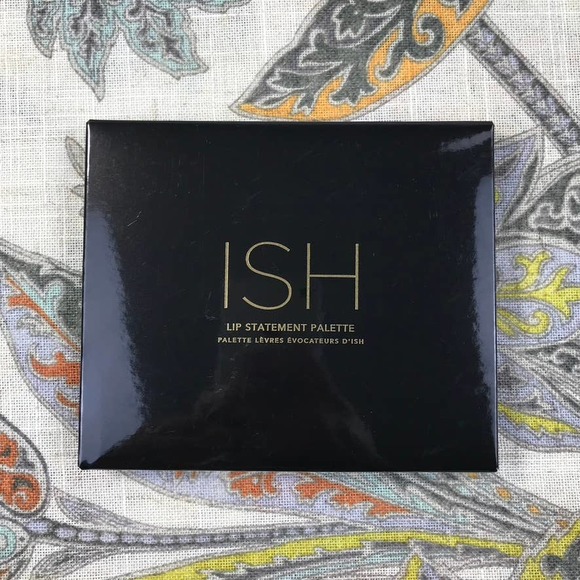 ISH
LIP STATEMENT PALETTE
PALETTE LÈVRES ÉVOCATEURS D'ISH